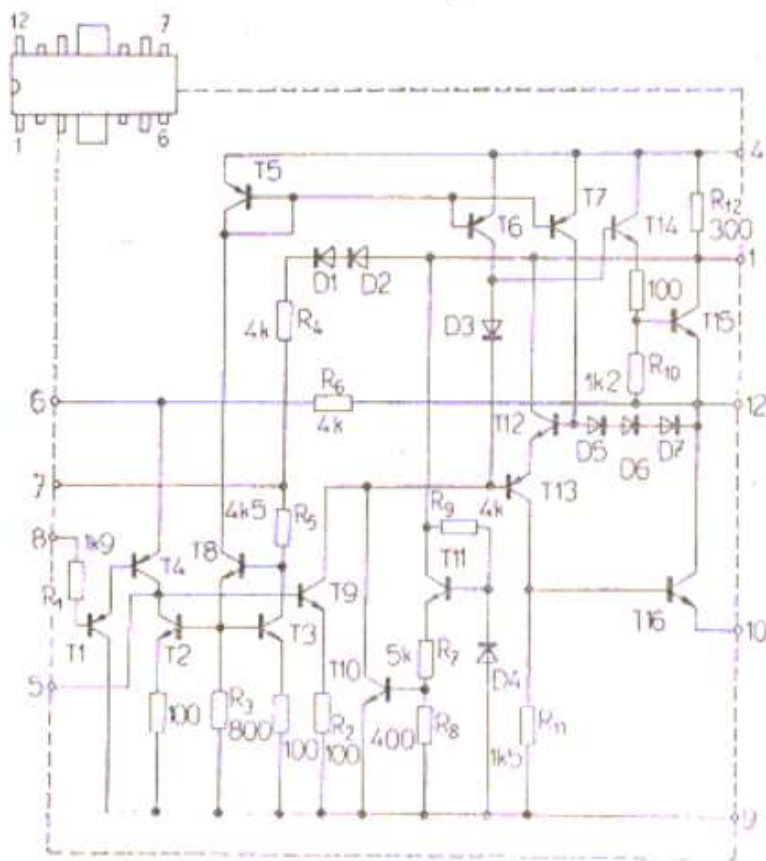 12 7
1 6
4
T5
T6
T7
T14
R12
300
1
D1 D2
100
T15
4k R4
D3
R10
1k2
6
R6
4k
12
T12
D5 D6 D7
7
T13
4k5 R5
R9 4k
8
1k9
T4
T8
T11
R1
T9
T1
T2
T3
T16
10
5
T10
5k R7
D4
100
R3
800
100
R2
100
400
R8
R11
1k5
9